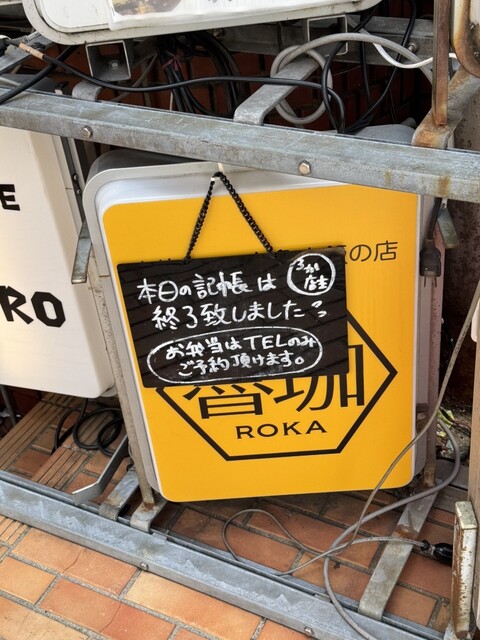 E
RO
の店
ろか店主
本日の記帳は
終了致しました
お弁当はTELのみ
ご予約頂けます。
ROKA